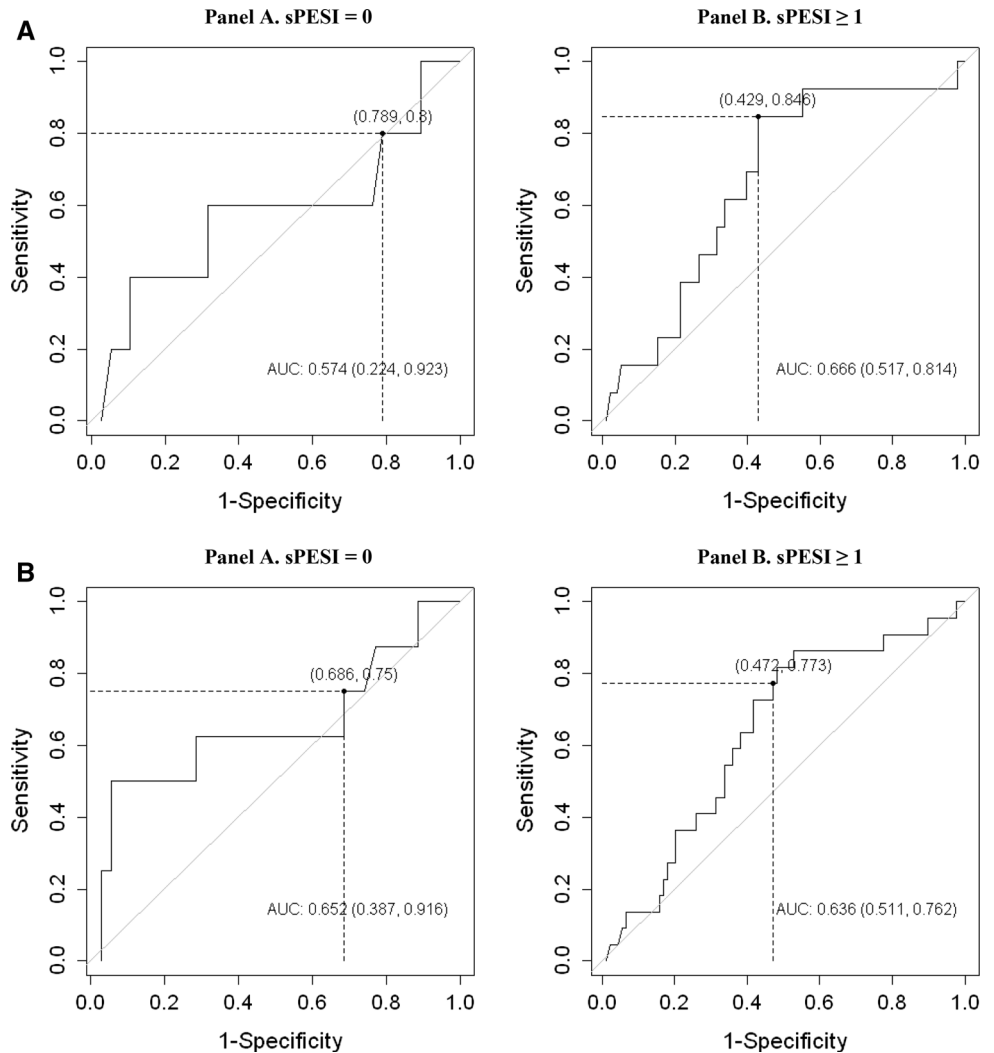 A
Panel A. sPESI = 0
Panel B. sPESI ≥ 1
Sensitivity
0.0 0.2 0.4 0.6 0.8 1.0
(0.789, 0.8)
AUC: 0.574 (0.224, 0.923)
0.0 0.2 0.4 0.6 0.8 1.0
1-Specificity
Sensitivity
0.0 0.2 0.4 0.6 0.8 1.0
(0.429, 0.846)
AUC: 0.666 (0.517, 0.814)
0.0 0.2 0.4 0.6 0.8 1.0
1-Specificity
B
Panel A. sPESI = 0
Panel B. sPESI ≥ 1
Sensitivity
0.0 0.2 0.4 0.6 0.8 1.0
(0.686, 0.75)
AUC: 0.652 (0.387, 0.916)
0.0 0.2 0.4 0.6 0.8 1.0
1-Specificity
Sensitivity
0.0 0.2 0.4 0.6 0.8 1.0
(0.472, 0.773)
AUC: 0.636 (0.511, 0.762)
0.0 0.2 0.4 0.6 0.8 1.0
1-Specificity